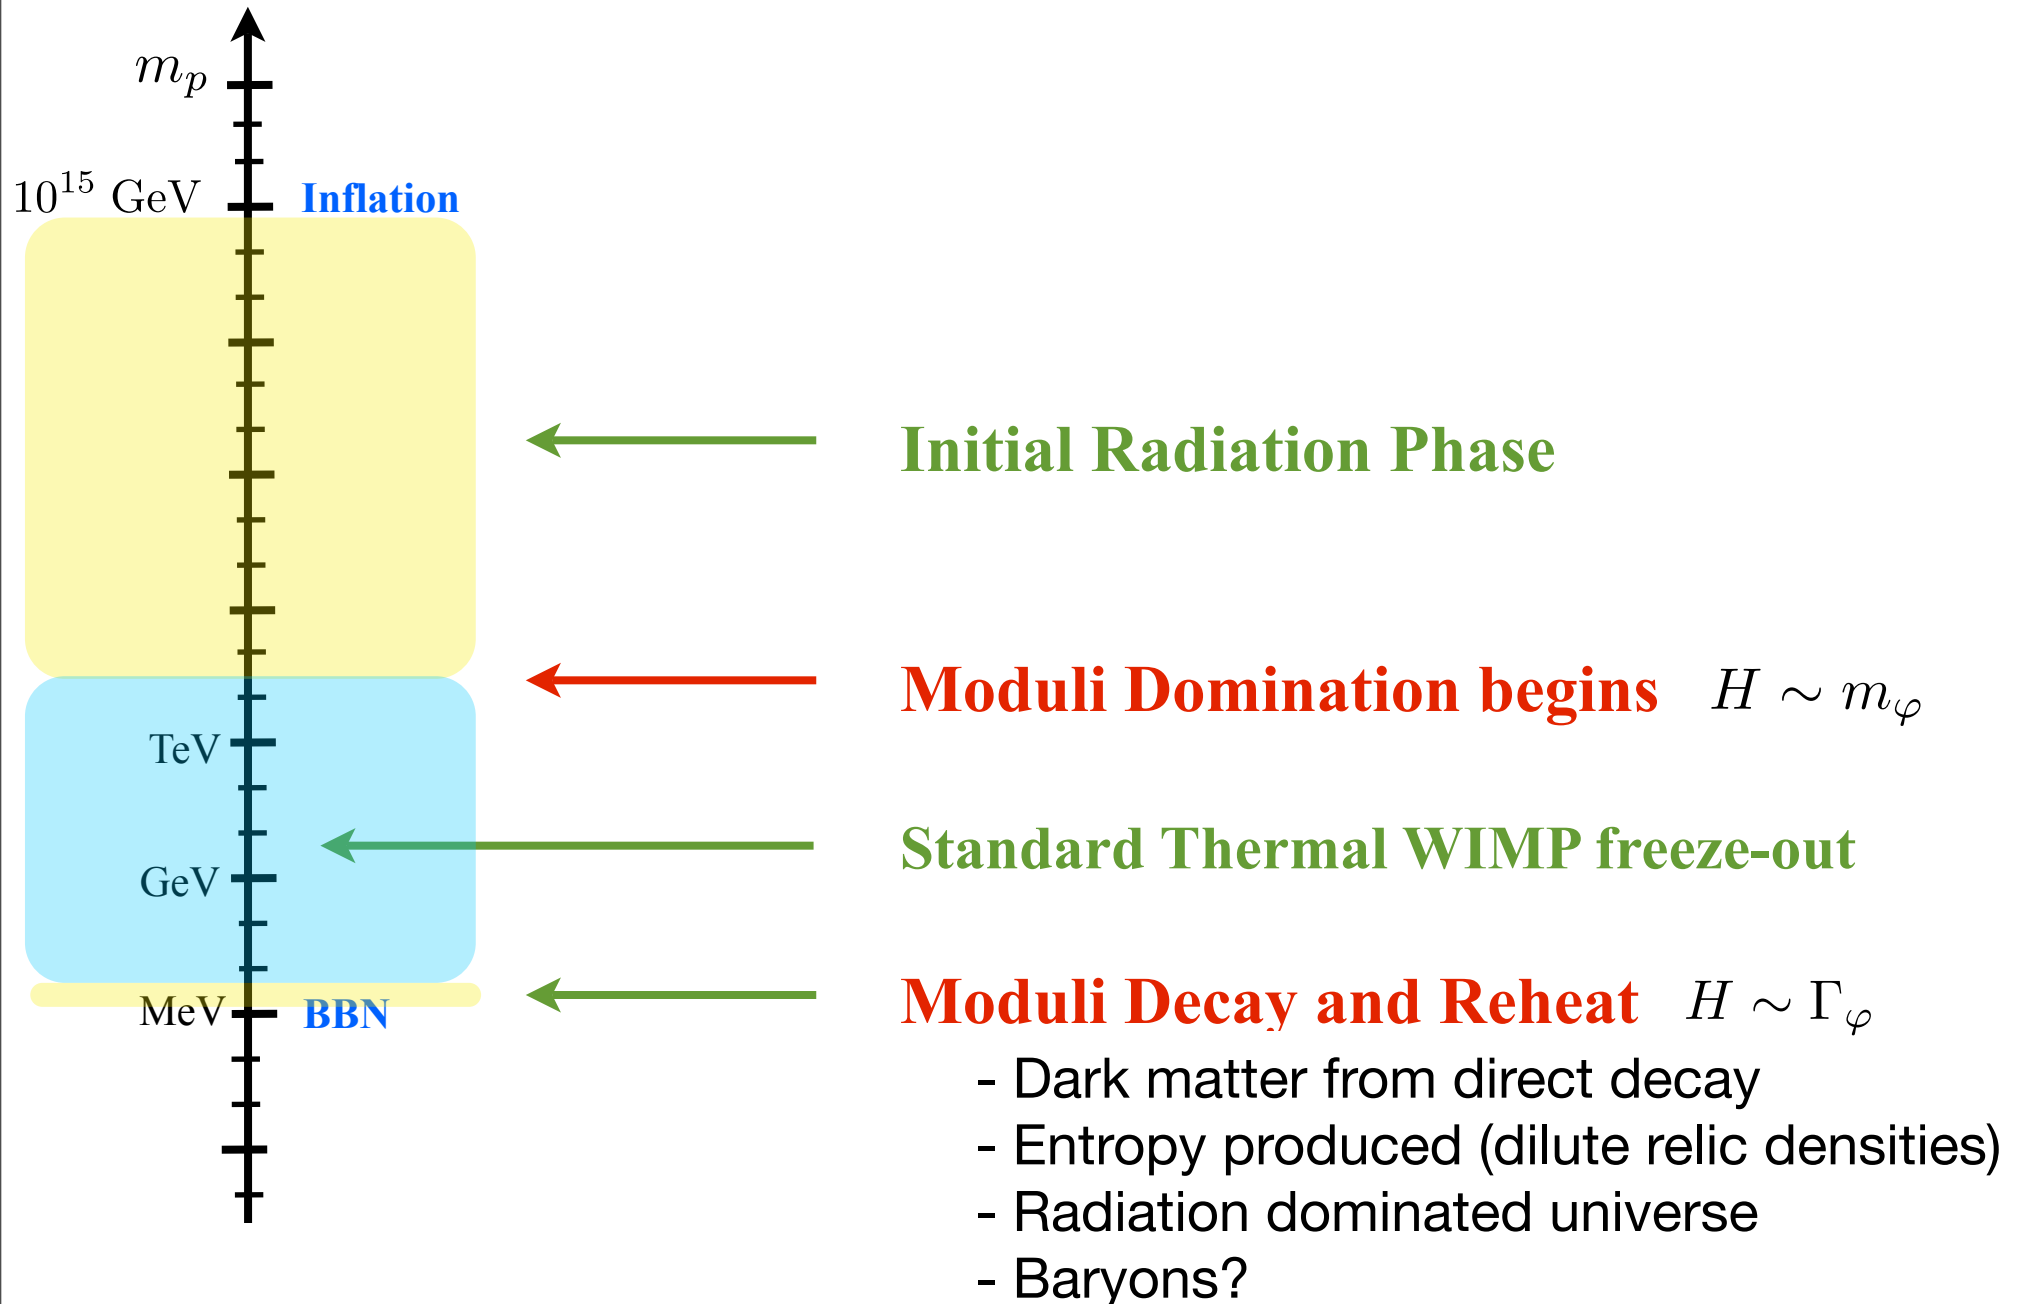 m_p
10^15 GeV
Inflation
Initial Radiation Phase
Moduli Domination begins H ∼ m_φ
TeV
Standard Thermal WIMP freeze-out
GeV
Moduli Decay and Reheat H ∼ Γ_φ
MeV
BBN
- Dark matter from direct decay
- Entropy produced (dilute relic densities)
- Radiation dominated universe
- Baryons?